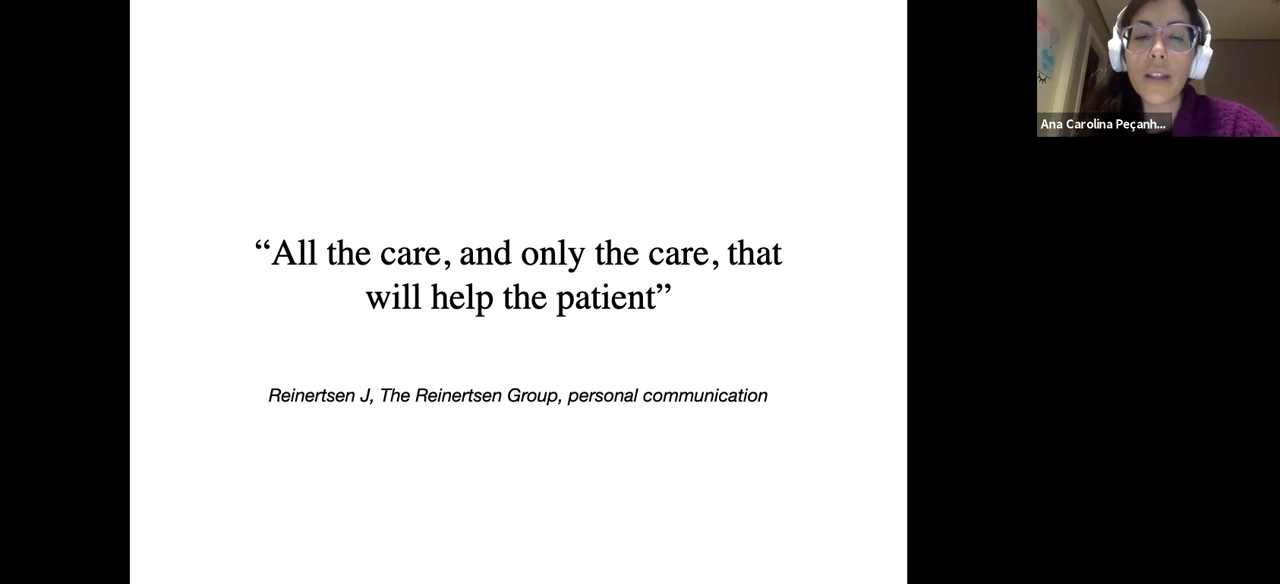 “All the care, and only the care, that
will help the patient”
Reinertsen J, The Reinertsen Group, personal communication
Ana Carolina Peçanh...